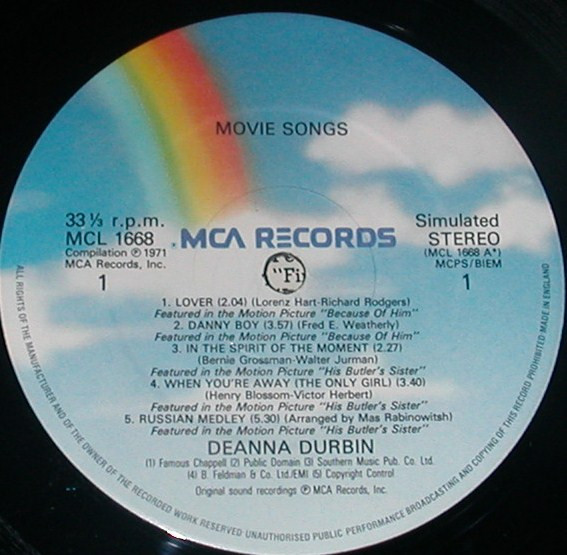 MOVIE SONGS
33 1/3 r.p.m.
MCL 1668
Compilation ℗ 1971
MCA Records, Inc.
1
MCA RECORDS
Simulated
STEREO
(MCL 1668 A*)
MCPS/BIEM
1
"Fi
1. LOVER (2.04) (Lorenz Hart-Richard Rodgers)
Featured in the Motion Picture "Because Of Him"
2. DANNY BOY (3.57) (Fred E. Weatherly)
Featured in the Motion Picture "Because Of Him"
3. IN THE SPIRIT OF THE MOMENT (2.27)
(Bernie Grossman-Walter Jurman)
Featured in the Motion Picture "His Butler's Sister"
4. WHEN YOU'RE AWAY (THE ONLY GIRL) (3.40)
(Henry Blossom-Victor Herbert)
Featured in the Motion Picture "His Butler's Sister"
5. RUSSIAN MEDLEY (5.30) (Arranged by Mas Rabinowitsh)
Featured in the Motion Picture "His Butler's Sister"
DEANNA DURBIN
(1) Famous Chappell (2) Public Domain (3) Southern Music Pub. Co. Ltd.
(4) B. Feldman & Co. Ltd/EMI (5) Copyright Control
Original sound recordings ℗ MCA Records, Inc.
ALL RIGHTS OF THE MANUFACTURER AND OF THE OWNER OF THE RECORDED WORK RESERVED UNAUTHORISED PUBLIC PERFORMANCE BROADCASTING AND COPYING OF THIS RECORD PROHIBITED MADE IN ENGLAND